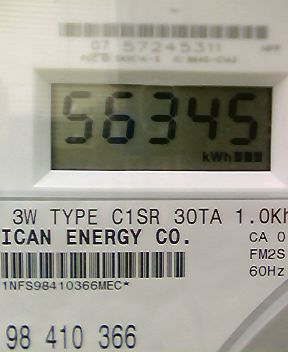 07 57245311
56345
kWh
3W TYPE C1SR 30TA 1.0Kh
ICAN ENERGY CO.
CA 0
FM2S
60Hz
1NFS98410366MEC*
98 410 366